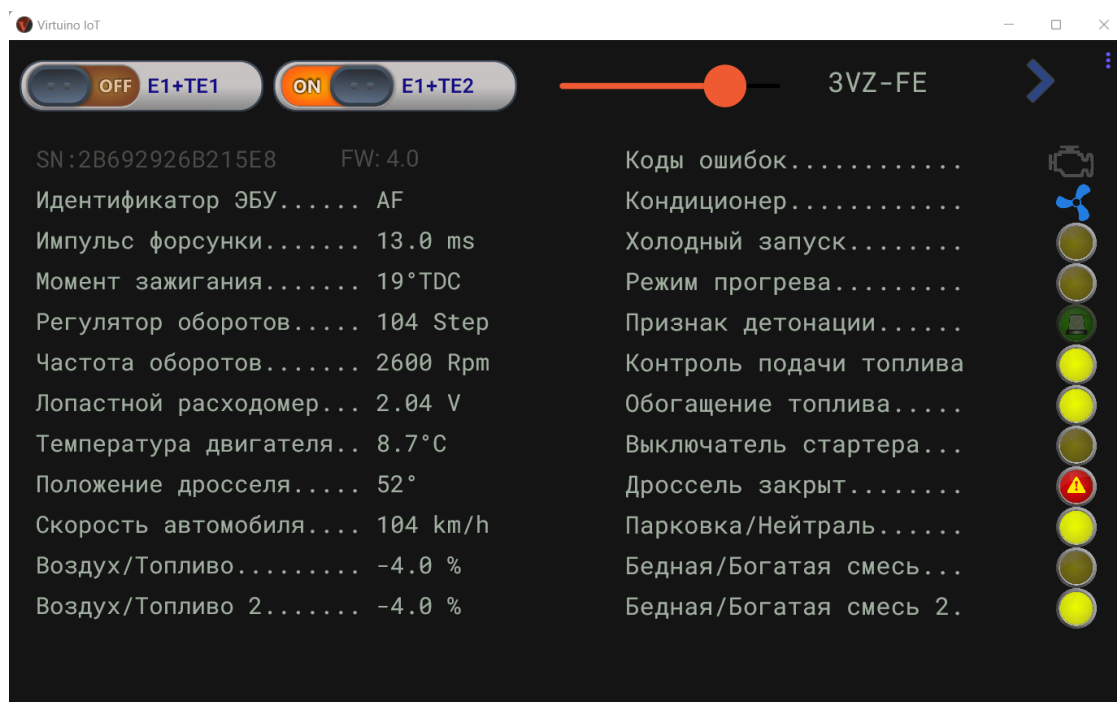 Virtuino IoT
OFF E1+TE1
ON E1+TE2
3VZ-FE
SN:2B692926B215E8 FW: 4.0
Идентификатор ЭБУ...... AF
Импульс форсунки....... 13.0 ms
Момент зажигания....... 19°TDC
Регулятор оборотов..... 104 Step
Частота оборотов....... 2600 Rpm
Лопастной расходомер... 2.04 V
Температура двигателя.. 8.7°C
Положение дросселя..... 52°
Скорость автомобиля.... 104 km/h
Воздух/Топливо......... -4.0 %
Воздух/Топливо 2....... -4.0 %
Коды ошибок............
Кондиционер............
Холодный запуск........
Режим прогрева.........
Признак детонации......
Контроль подачи топлива
Обогащение топлива.....
Выключатель стартера...
Дроссель закрыт........
Парковка/Нейтраль......
Бедная/Богатая смесь...
Бедная/Богатая смесь 2.